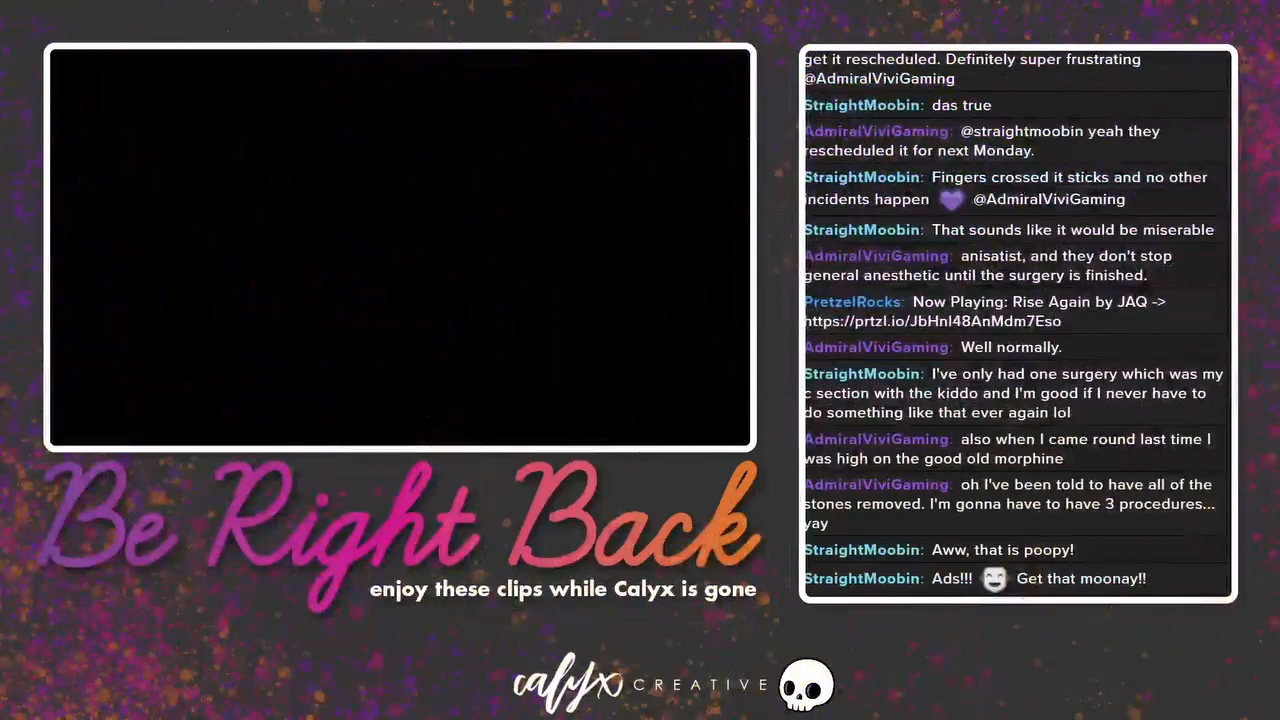 get it rescheduled. Definitely super frustrating
@AdmiralViviGaming
StraightMoobin: das true
AdmiralViviGaming: @straightmoobin yeah they
rescheduled it for next Monday.
StraightMoobin: Fingers crossed it sticks and no other
incidents happen @AdmiralViviGaming
StraightMoobin: That sounds like it would be miserable
AdmiralViviGaming: anisatist, and they don't stop
general anesthetic until the surgery is finished.
PretzelRocks: Now Playing: Rise Again by JAQ ->
https://prtzl.io/JbHnl48AnMdm7Eso
AdmiralViviGaming: Well normally.
StraightMoobin: I've only had one surgery which was my
c section with the kiddo and I'm good if I never have to
do something like that ever again lol
AdmiralViviGaming: also when I came round last time I
was high on the good old morphine
AdmiralViviGaming: oh I've been told to have all of the
stones removed. I'm gonna have to have 3 procedures...
yay
StraightMoobin: Aww, that is poopy!
StraightMoobin: Ads!!! Get that moonay!!
Be Right Back
enjoy these clips while Calyx is gone
calyx CREATIVE